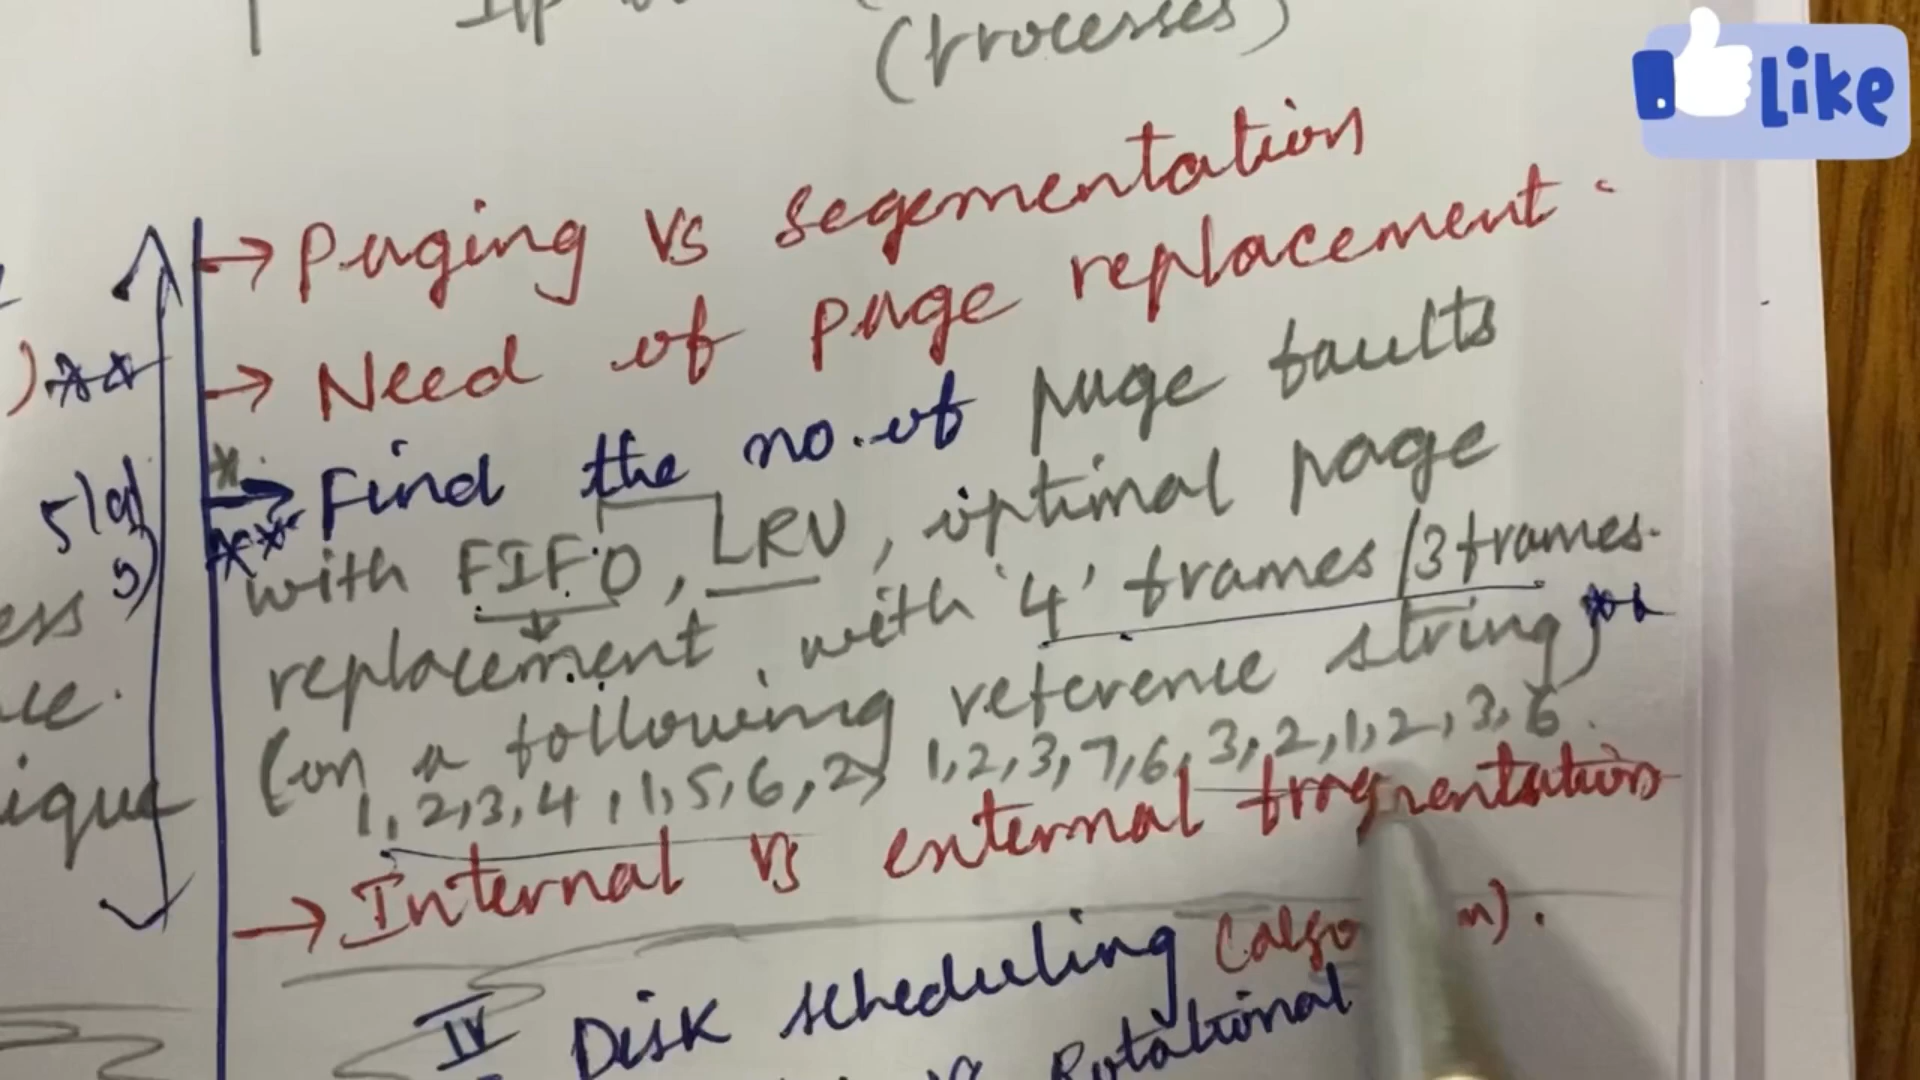 (processes)
Like
→ Paging vs segementation
→ Need of page replacement.
→ Find the no. of page faults
with FIFO, LRU, optimal page
replacement, with '4' frames/3 frames.
(on a following reference string)
1, 2, 3, 4, 1, 5, 6, 2, 1, 2, 3, 7, 6, 3, 2, 1, 2, 3, 6.
→ Internal vs external fragmentation
IV Disk scheduling
Rotational